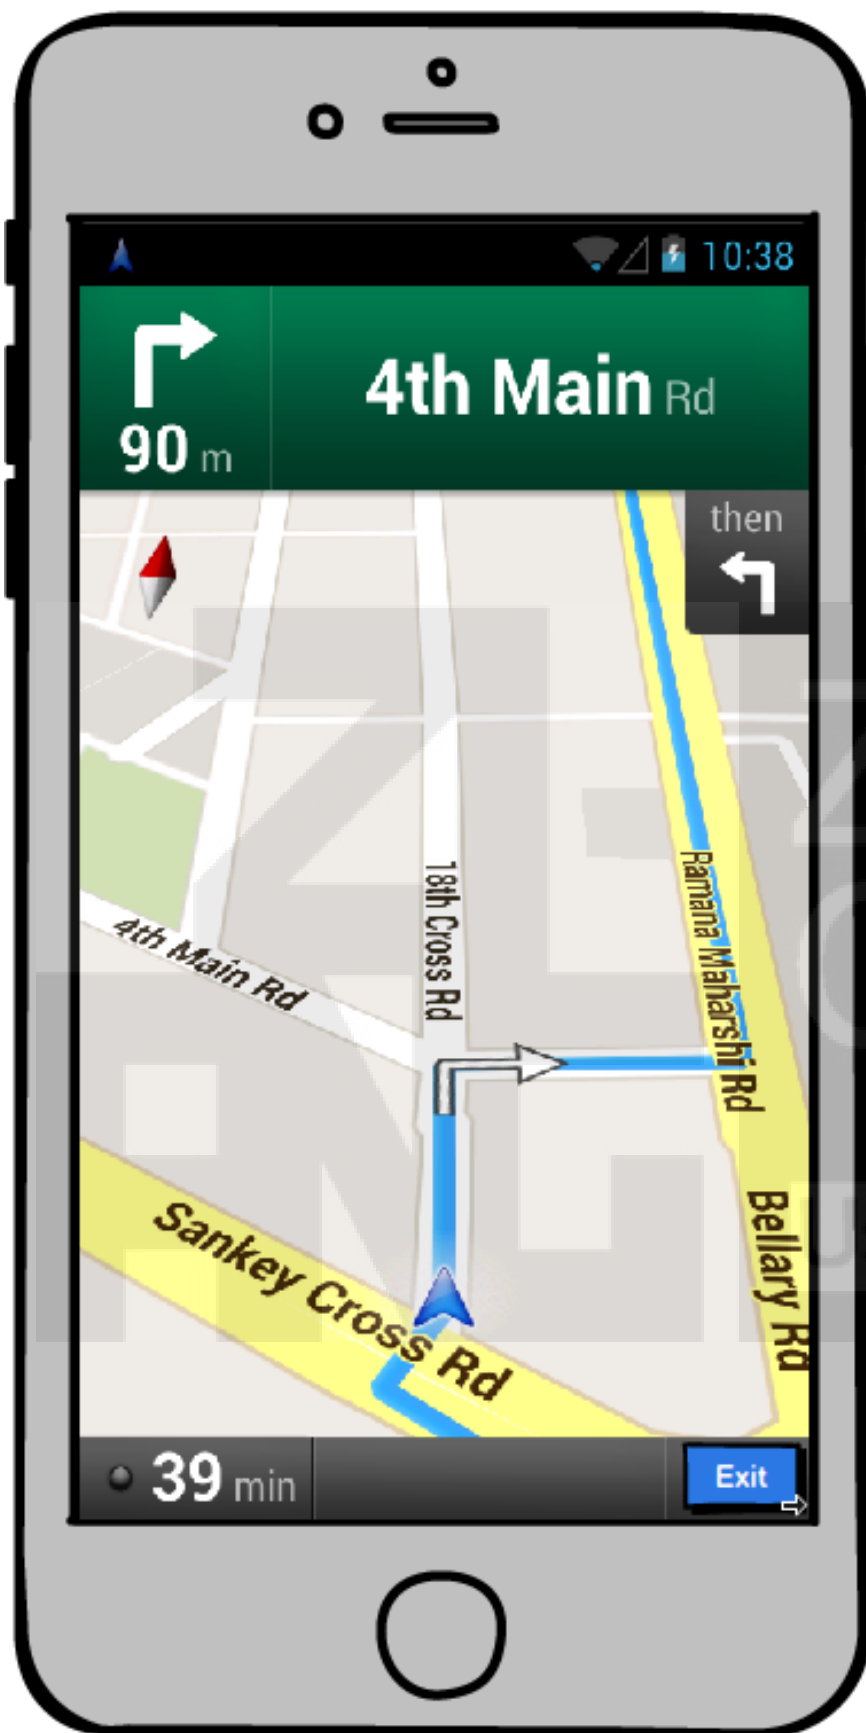 10:38
4th Main Rd
90 m
then
18th Cross Rd
Ramana Maharshi Rd
4th Main Rd
Sankey Cross Rd
Bellary Rd
39 min
Exit